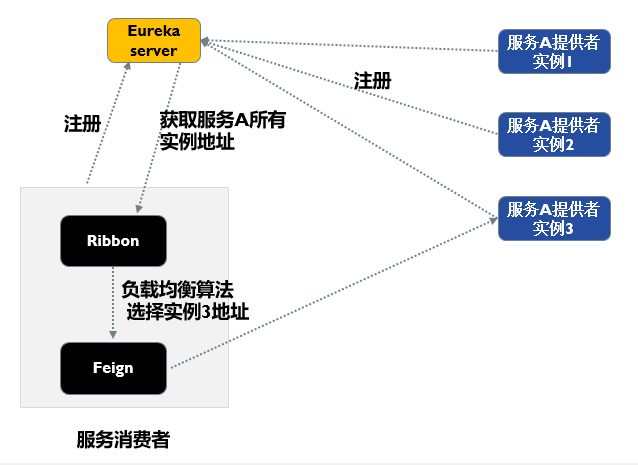 Eureka
server
服务A提供者
实例1
注册
服务A提供者
实例2
注册
获取服务A所有
实例地址
服务A提供者
实例3
Ribbon
负载均衡算法
选择实例3地址
Feign
服务消费者